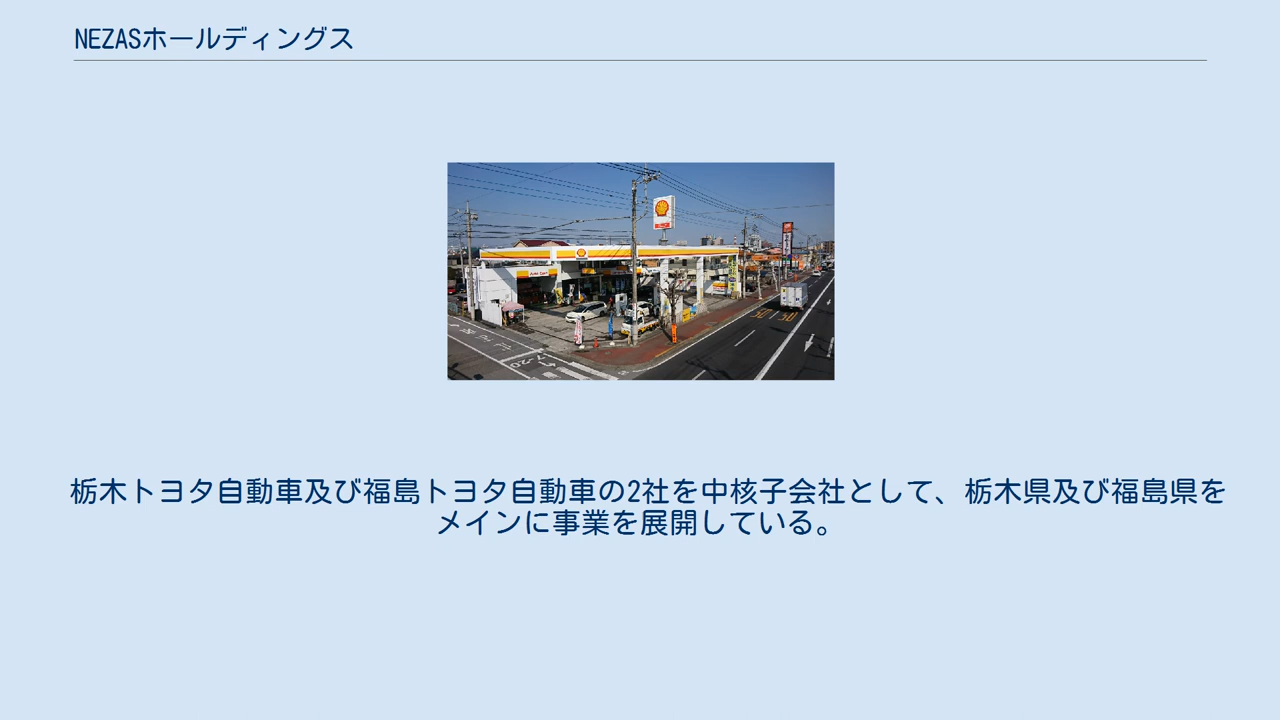 NEZASホールディングス
栃木トヨタ自動車及び福島トヨタ自動車の2社を中核子会社として、栃木県及び福島県を
メインに事業を展開している。